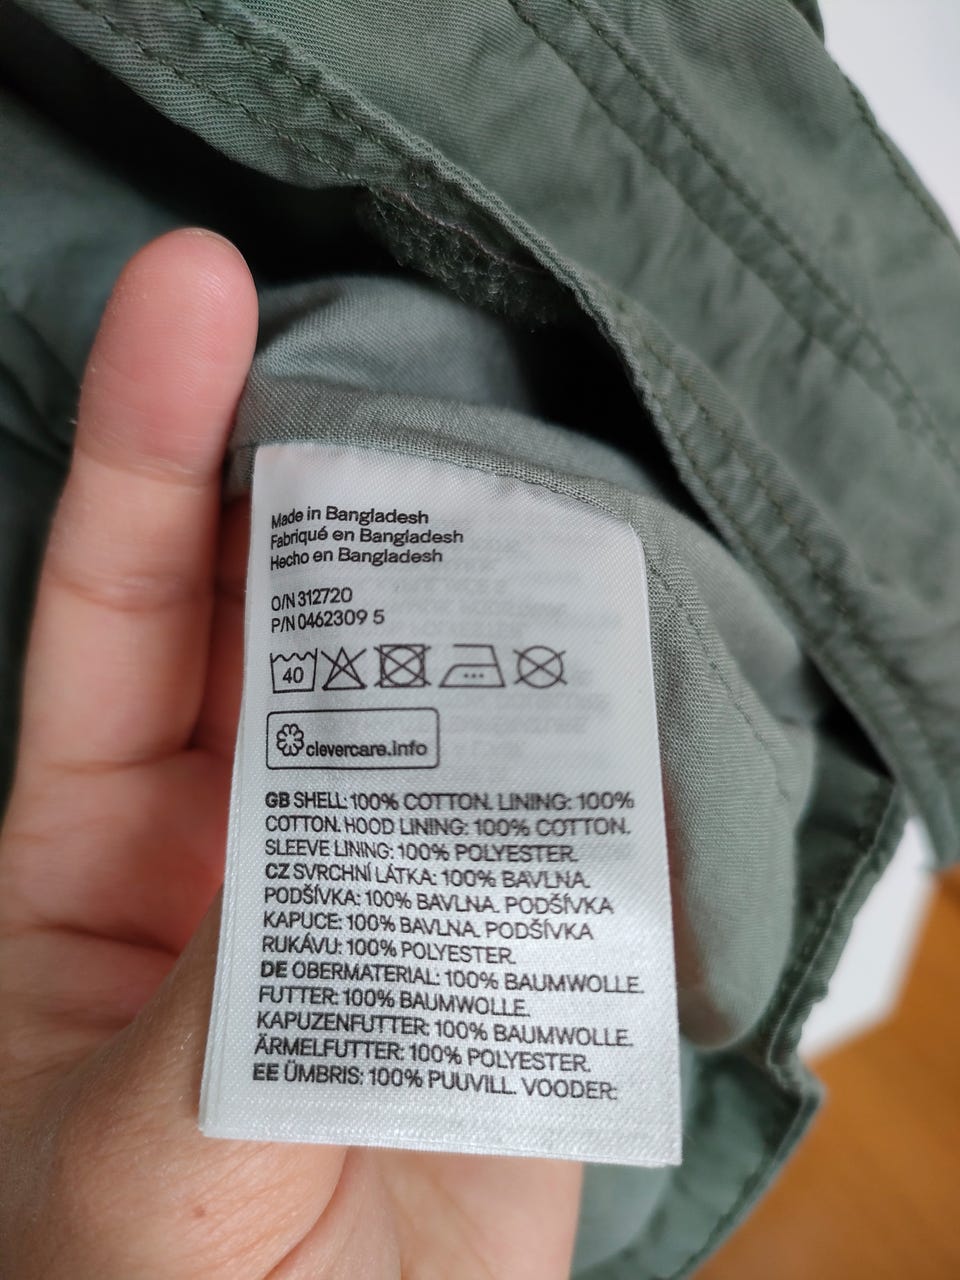 Made in Bangladesh
Fabriqué en Bangladesh
Hecho en Bangladesh
O/N 312720
P/N 0462309 5
40
clevercare.info
GB SHELL: 100% COTTON. LINING: 100%
COTTON. HOOD LINING: 100% COTTON.
SLEEVE LINING: 100% POLYESTER.
CZ SVRCHNÍ LÁTKA: 100% BAVLNA.
PODŠÍVKA: 100% BAVLNA. PODŠÍVKA
KAPUCE: 100% BAVLNA. PODŠÍVKA
RUKÁVU: 100% POLYESTER.
DE OBERMATERIAL: 100% BAUMWOLLE.
FUTTER: 100% BAUMWOLLE.
KAPUZENFUTTER: 100% BAUMWOLLE.
ÄRMELFUTTER: 100% POLYESTER.
EE ÜMBRIS: 100% PUUVILL. VOODER: